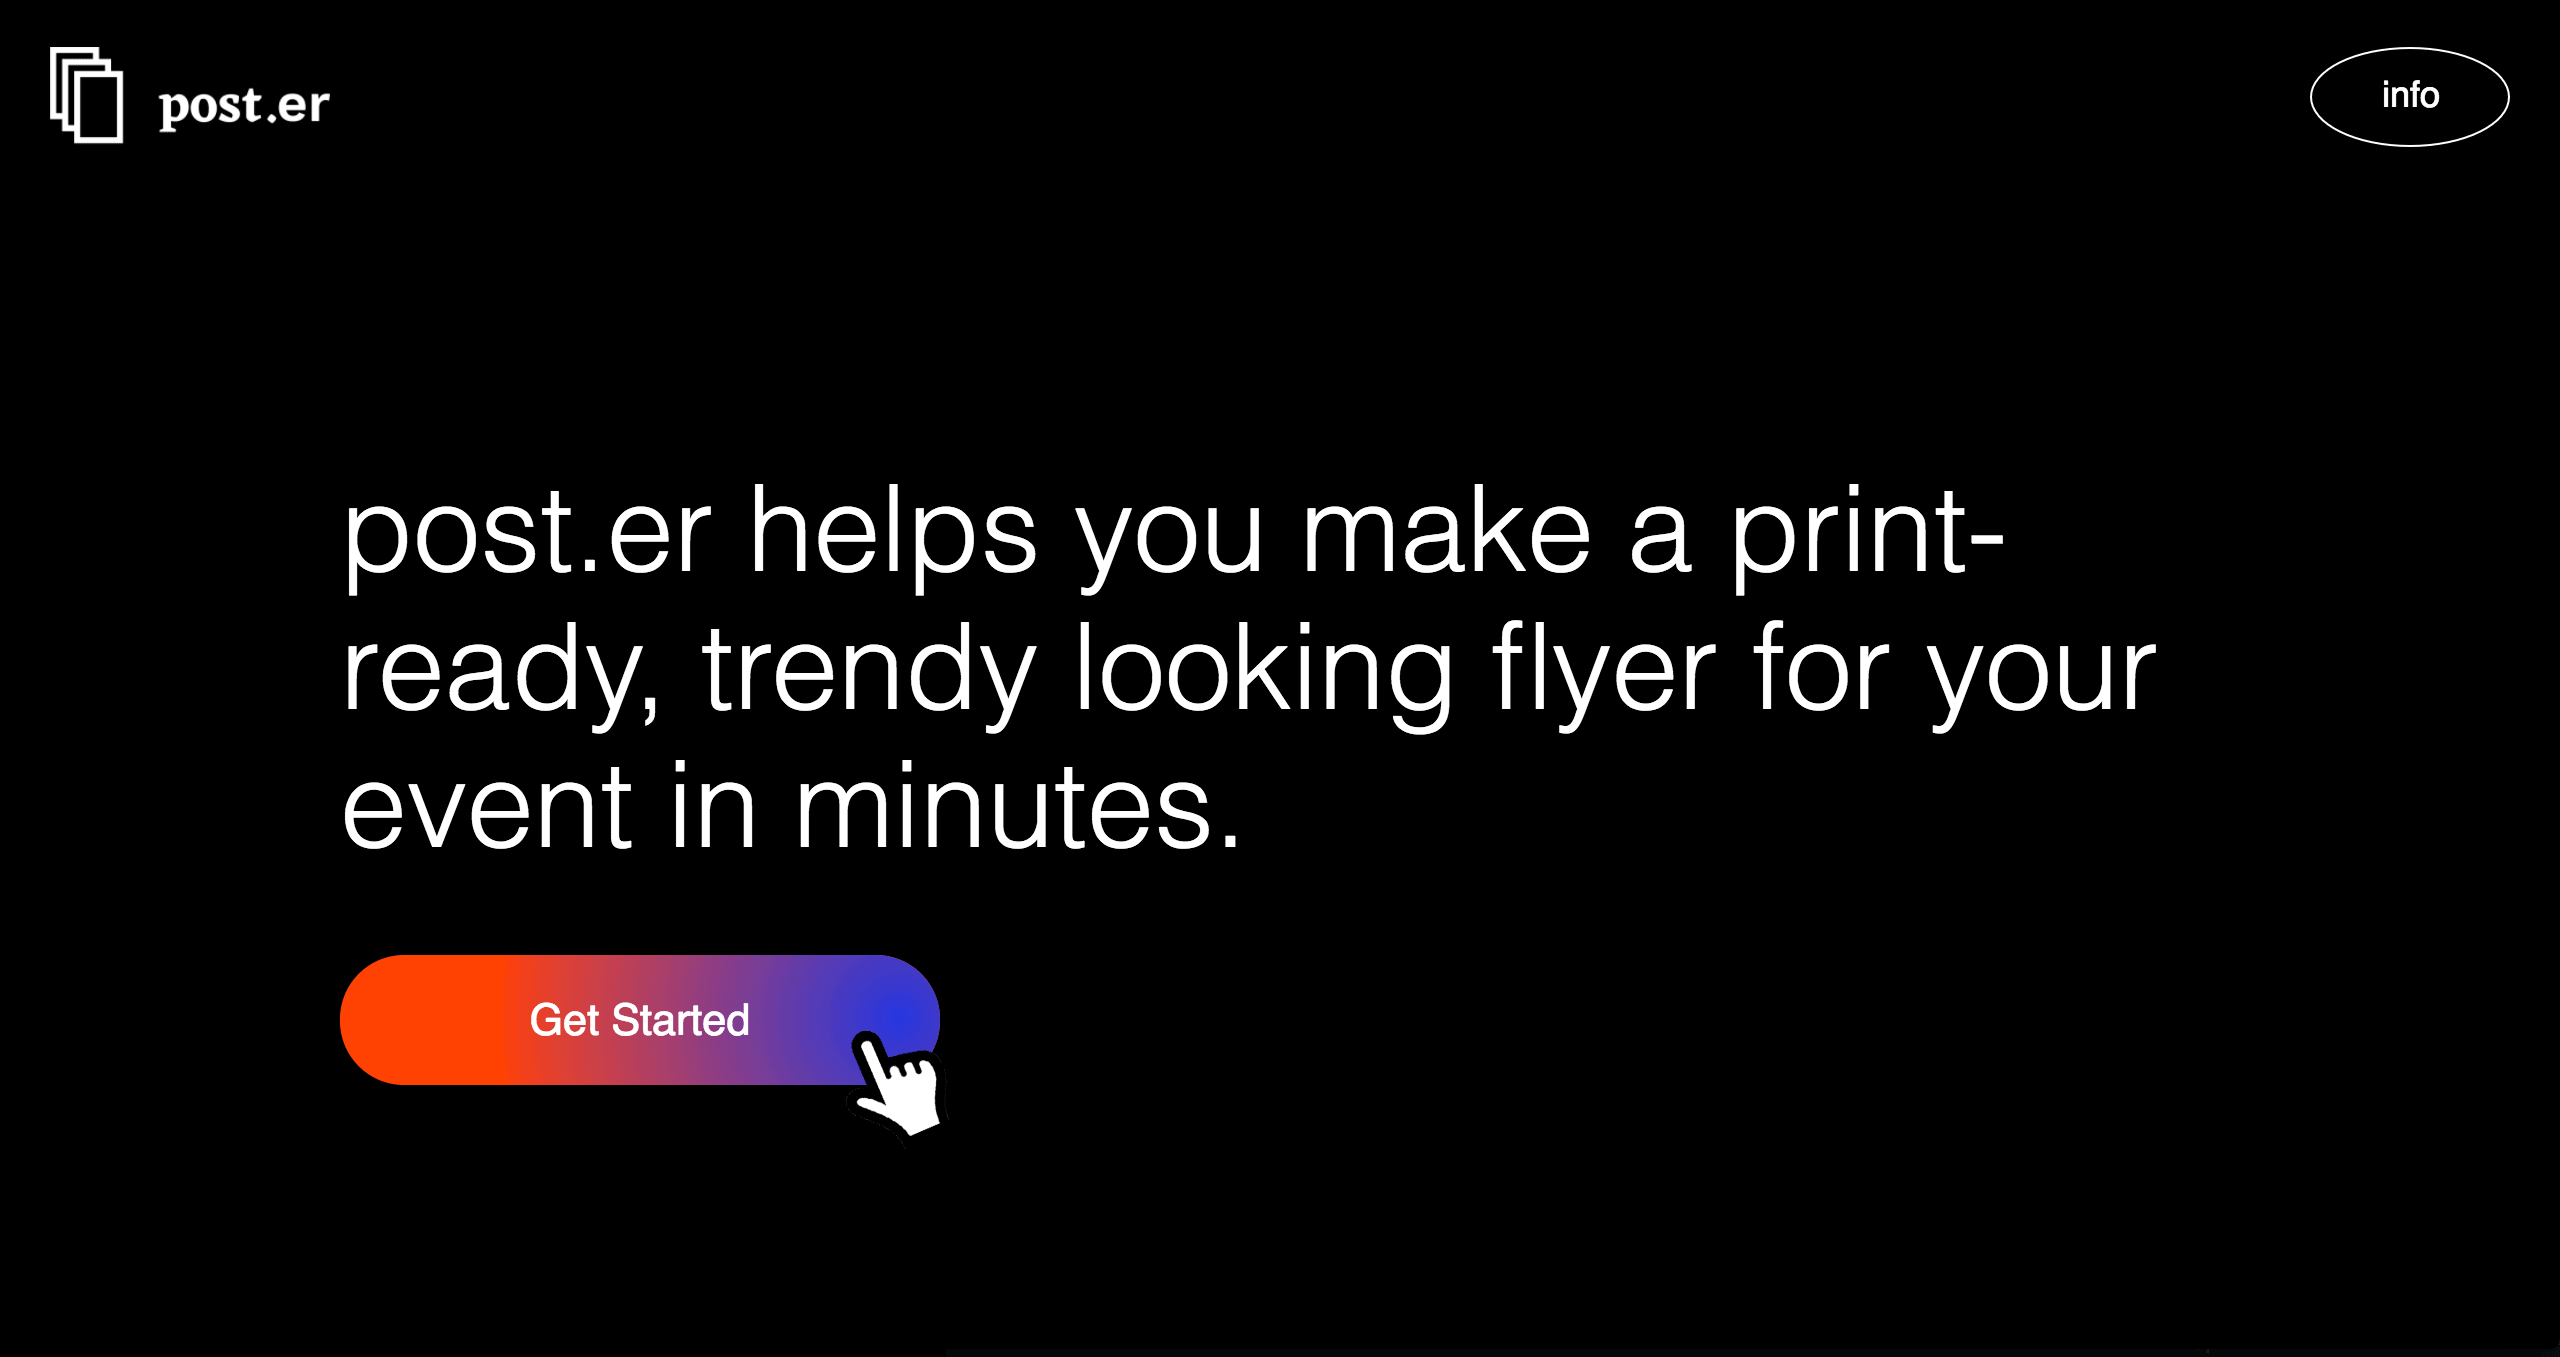 post.er
info
post.er helps you make a print-
ready, trendy looking flyer for your
event in minutes.
Get Started